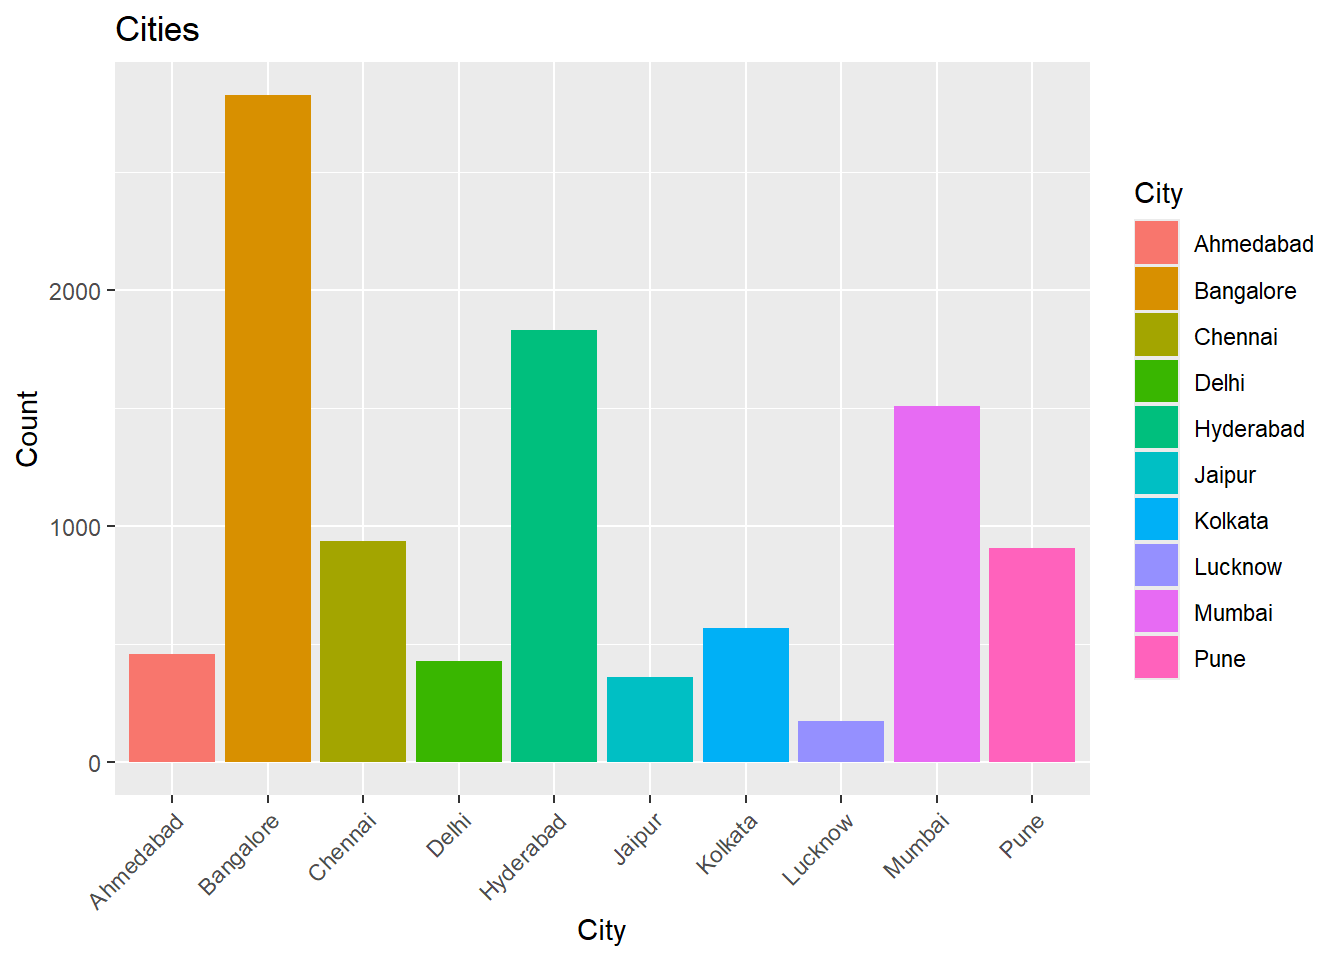 Cities
Count
2000
1000
0
Ahmedabad
Bangalore
Chennai
Delhi
Hyderabad
Jaipur
Kolkata
Lucknow
Mumbai
Pune
City
City
Ahmedabad
Bangalore
Chennai
Delhi
Hyderabad
Jaipur
Kolkata
Lucknow
Mumbai
Pune